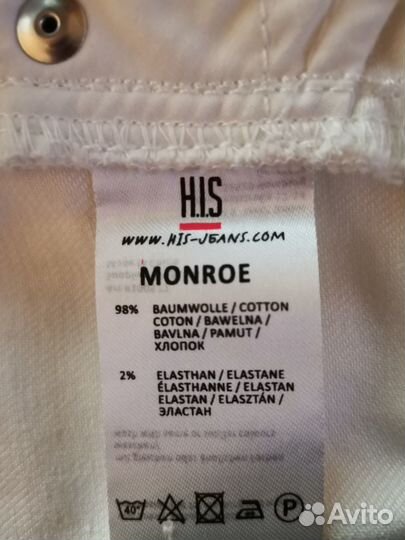 H.I.S
WWW.HIS-JEANS.COM
MONROE
98% BAUMWOLLE / COTTON
COTON / BAWELNA /
BAVLNA / PAMUT /
ХЛОПОК
2% ELASTHAN / ELASTANE
ÉLASTHANNE / ELASTAN
ELASTAN / ELASZTÁN /
ЭЛАСТАН
40° P
Avito